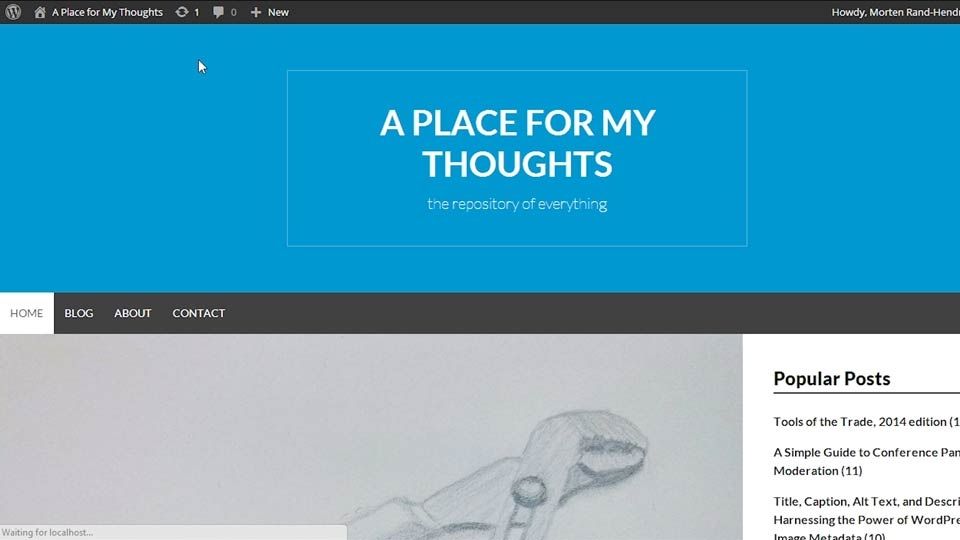 A Place for My Thoughts 1 0 New Howdy, Morten Rand-Hend
A PLACE FOR MY
THOUGHTS
the repository of everything
HOME BLOG ABOUT CONTACT
Popular Posts
Tools of the Trade, 2014 edition (1
A Simple Guide to Conference Pan
Moderation (11)
Title, Caption, Alt Text, and Descri
Harnessing the Power of WordPre
Image Metadata (10)
Waiting for localhost...